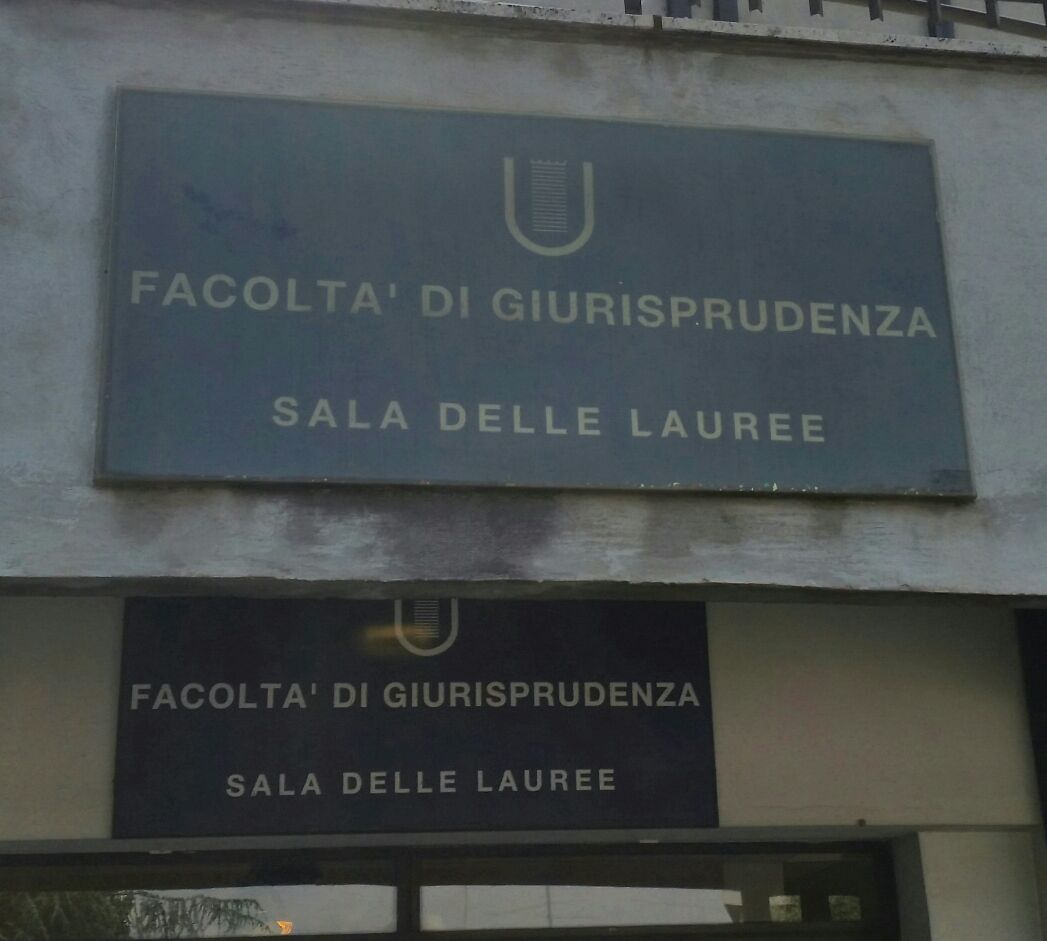 FACOLTA' DI GIURISPRUDENZA
SALA DELLE LAUREE
FACOLTA' DI GIURISPRUDENZA
SALA DELLE LAUREE